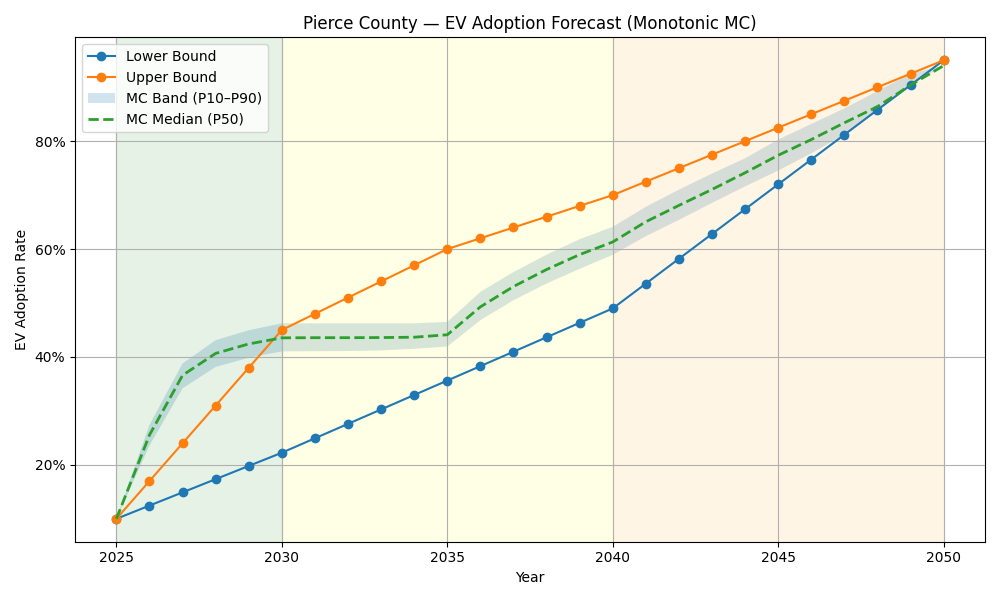 Pierce County — EV Adoption Forecast (Monotonic MC)
Lower Bound
Upper Bound
MC Band (P10–P90)
MC Median (P50)
80%
60%
40%
20%
EV Adoption Rate
2025 2030 2035 2040 2045 2050
Year